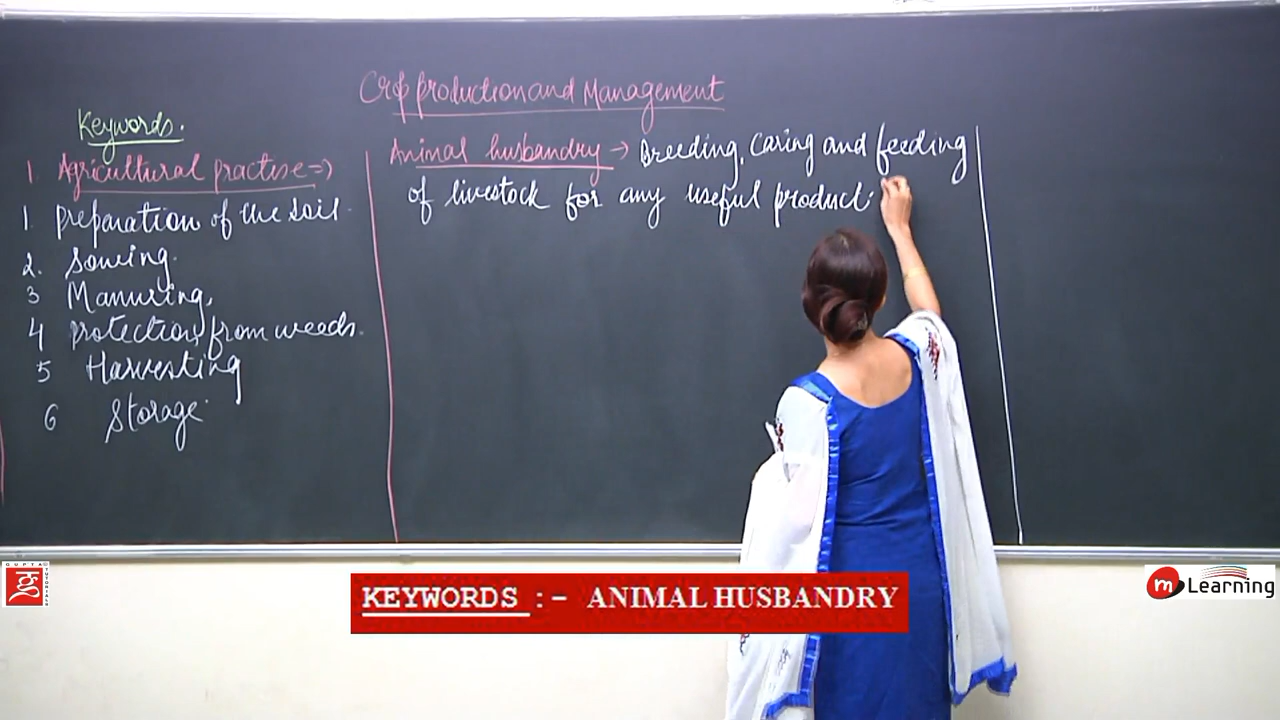 Crop production and Management
Keywords.
1. Agricultural practise=>
1. preparation of the soil.
2. Sowing.
3 Manuring,
4 protection from weeds.
5 Harvesting
6 Storage.
Animal husbandry → Breeding, Caring and feeding
of livestock for any useful product.
KEYWORDS :- ANIMAL HUSBANDRY
GUPTA TUTORIALS
m Learning